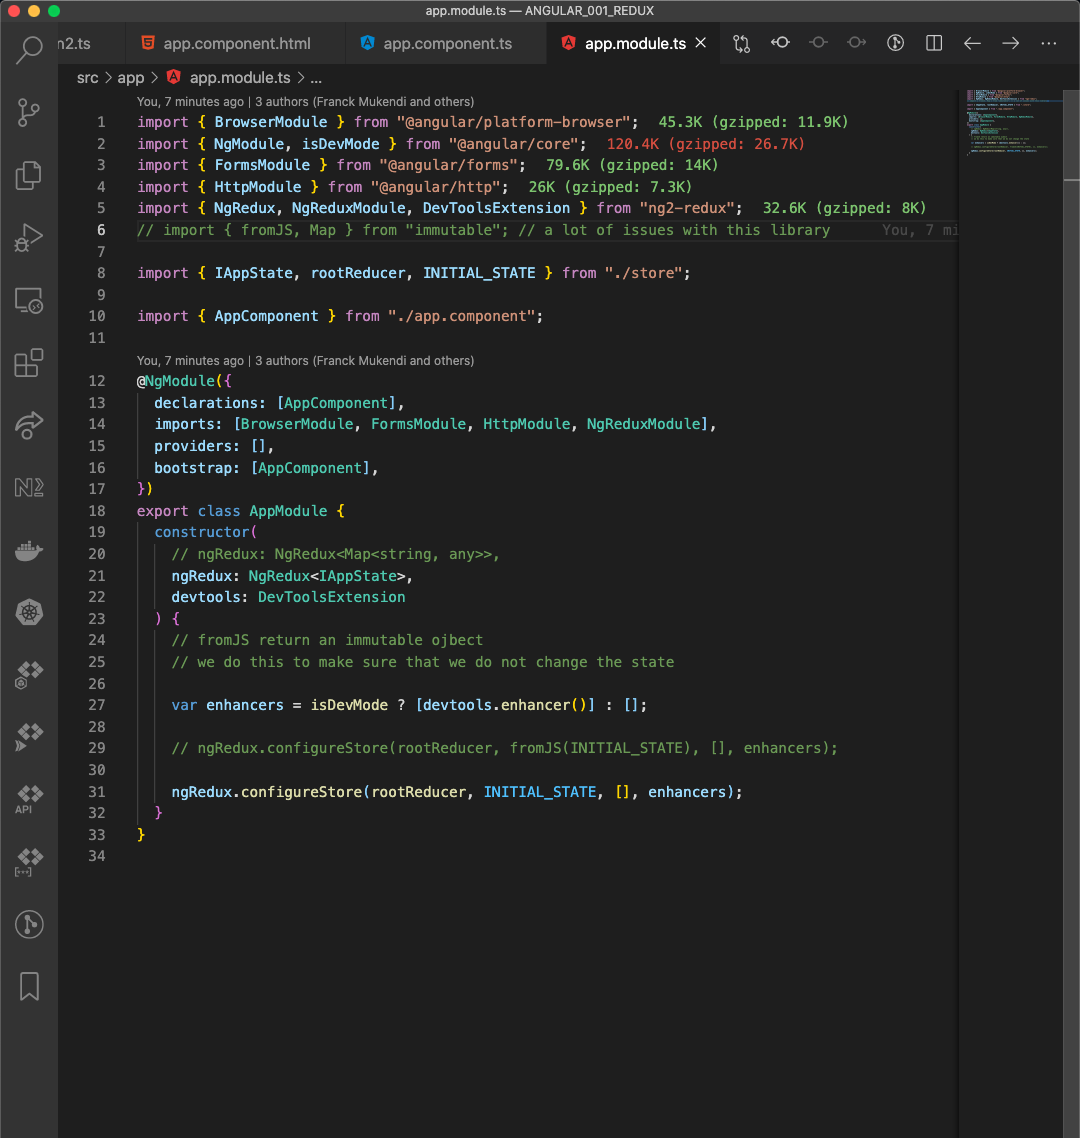 app.module.ts — ANGULAR_001_REDUX
n2.ts app.component.html app.component.ts app.module.ts
src > app > app.module.ts > ...
You, 7 minutes ago | 3 authors (Franck Mukendi and others)
1 import { BrowserModule } from "@angular/platform-browser"; 45.3K (gzipped: 11.9K)
2 import { NgModule, isDevMode } from "@angular/core"; 120.4K (gzipped: 26.7K)
3 import { FormsModule } from "@angular/forms"; 79.6K (gzipped: 14K)
4 import { HttpModule } from "@angular/http"; 26K (gzipped: 7.3K)
5 import { NgRedux, NgReduxModule, DevToolsExtension } from "ng2-redux"; 32.6K (gzipped: 8K)
6 // import { fromJS, Map } from "immutable"; // a lot of issues with this library You, 7 mi
7
8 import { IAppState, rootReducer, INITIAL_STATE } from "./store";
9
10 import { AppComponent } from "./app.component";
11
You, 7 minutes ago | 3 authors (Franck Mukendi and others)
12 @NgModule({
13 declarations: [AppComponent],
14 imports: [BrowserModule, FormsModule, HttpModule, NgReduxModule],
15 providers: [],
16 bootstrap: [AppComponent],
17 })
18 export class AppModule {
19 constructor(
20 // ngRedux: NgRedux<Map<string, any>>,
21 ngRedux: NgRedux<IAppState>,
22 devtools: DevToolsExtension
23 ) {
24 // fromJS return an immutable ojbect
25 // we do this to make sure that we do not change the state
26
27 var enhancers = isDevMode ? [devtools.enhancer()] : [];
28
29 // ngRedux.configureStore(rootReducer, fromJS(INITIAL_STATE), [], enhancers);
30
31 ngRedux.configureStore(rootReducer, INITIAL_STATE, [], enhancers);
32 }
33 }
34
API